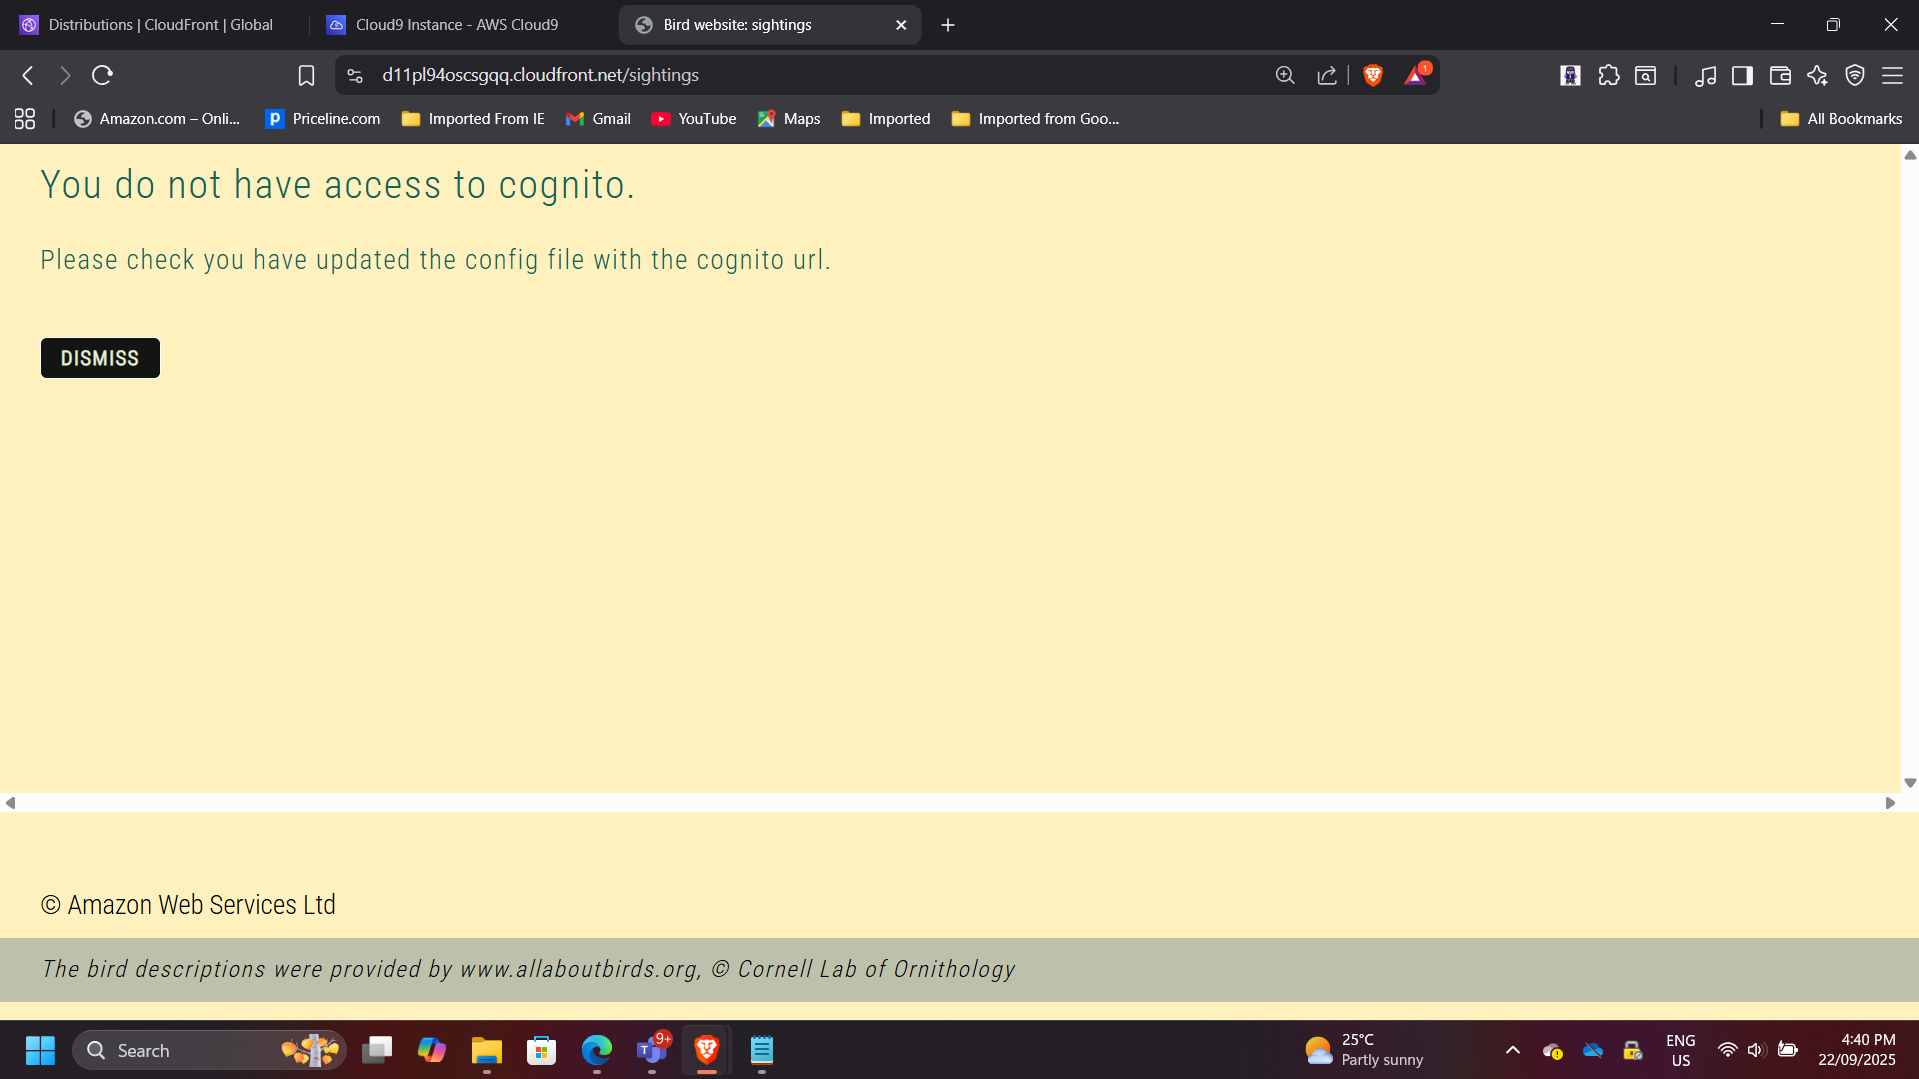 Distributions | CloudFront | Global
Cloud9 Instance - AWS Cloud9
Bird website: sightings
d11pl94oscsgqq.cloudfront.net/sightings
1
Amazon.com – Onli...
Priceline.com
Imported From IE
Gmail
YouTube
Maps
Imported
Imported from Goo...
All Bookmarks
You do not have access to cognito.
Please check you have updated the config file with the cognito url.
DISMISS
© Amazon Web Services Ltd
The bird descriptions were provided by www.allaboutbirds.org, © Cornell Lab of Ornithology
Search
9+
25°C
Partly sunny
ENG
US
4:40 PM
22/09/2025